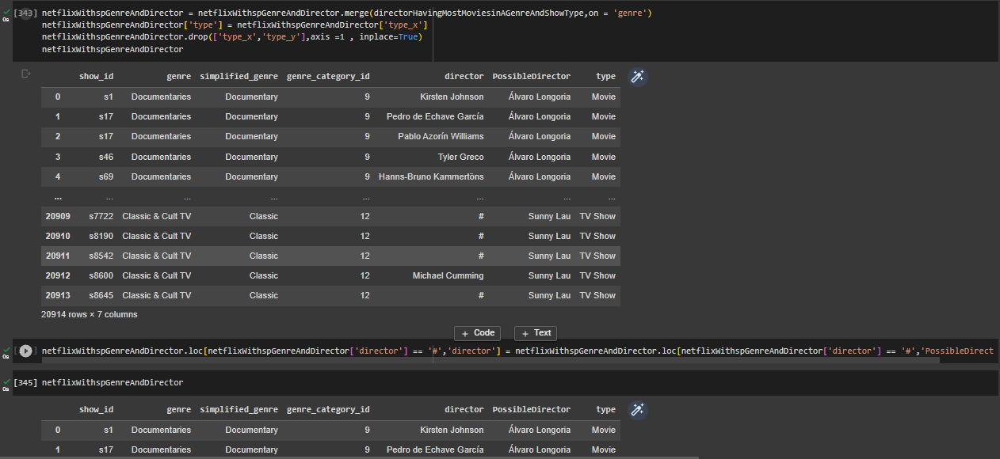 [343] netflixWithspGenreAndDirector = netflixWithspGenreAndDirector.merge(directorHavingMostMoviesinAGenreAndShowType,on = 'genre')
0s
netflixWithspGenreAndDirector['type'] = netflixWithspGenreAndDirector['type_x']
netflixWithspGenreAndDirector.drop(['type_x','type_y'],axis =1 , inplace=True)
netflixWithspGenreAndDirector
show_id genre simplified_genre genre_category_id director PossibleDirector type
0 s1 Documentaries Documentary 9 Kirsten Johnson Álvaro Longoria Movie
1 s17 Documentaries Documentary 9 Pedro de Echave García Álvaro Longoria Movie
2 s17 Documentaries Documentary 9 Pablo Azorín Williams Álvaro Longoria Movie
3 s46 Documentaries Documentary 9 Tyler Greco Álvaro Longoria Movie
4 s69 Documentaries Documentary 9 Hanns-Bruno Kammertöns Álvaro Longoria Movie
... ... ... ... ... ... ... ...
20909 s7722 Classic & Cult TV Classic 12 # Sunny Lau TV Show
20910 s8190 Classic & Cult TV Classic 12 # Sunny Lau TV Show
20911 s8542 Classic & Cult TV Classic 12 # Sunny Lau TV Show
20912 s8600 Classic & Cult TV Classic 12 Michael Cumming Sunny Lau TV Show
20913 s8645 Classic & Cult TV Classic 12 # Sunny Lau TV Show
20914 rows × 7 columns
+ Code + Text
netflixWithspGenreAndDirector.loc[netflixWithspGenreAndDirector['director'] == '#','director'] = netflixWithspGenreAndDirector.loc[netflixWithspGenreAndDirector['director'] == '#','PossibleDirect
0s
[345] netflixWithspGenreAndDirector
0s
show_id genre simplified_genre genre_category_id director PossibleDirector type
0 s1 Documentaries Documentary 9 Kirsten Johnson Álvaro Longoria Movie
1 s17 Documentaries Documentary 9 Pedro de Echave García Álvaro Longoria Movie